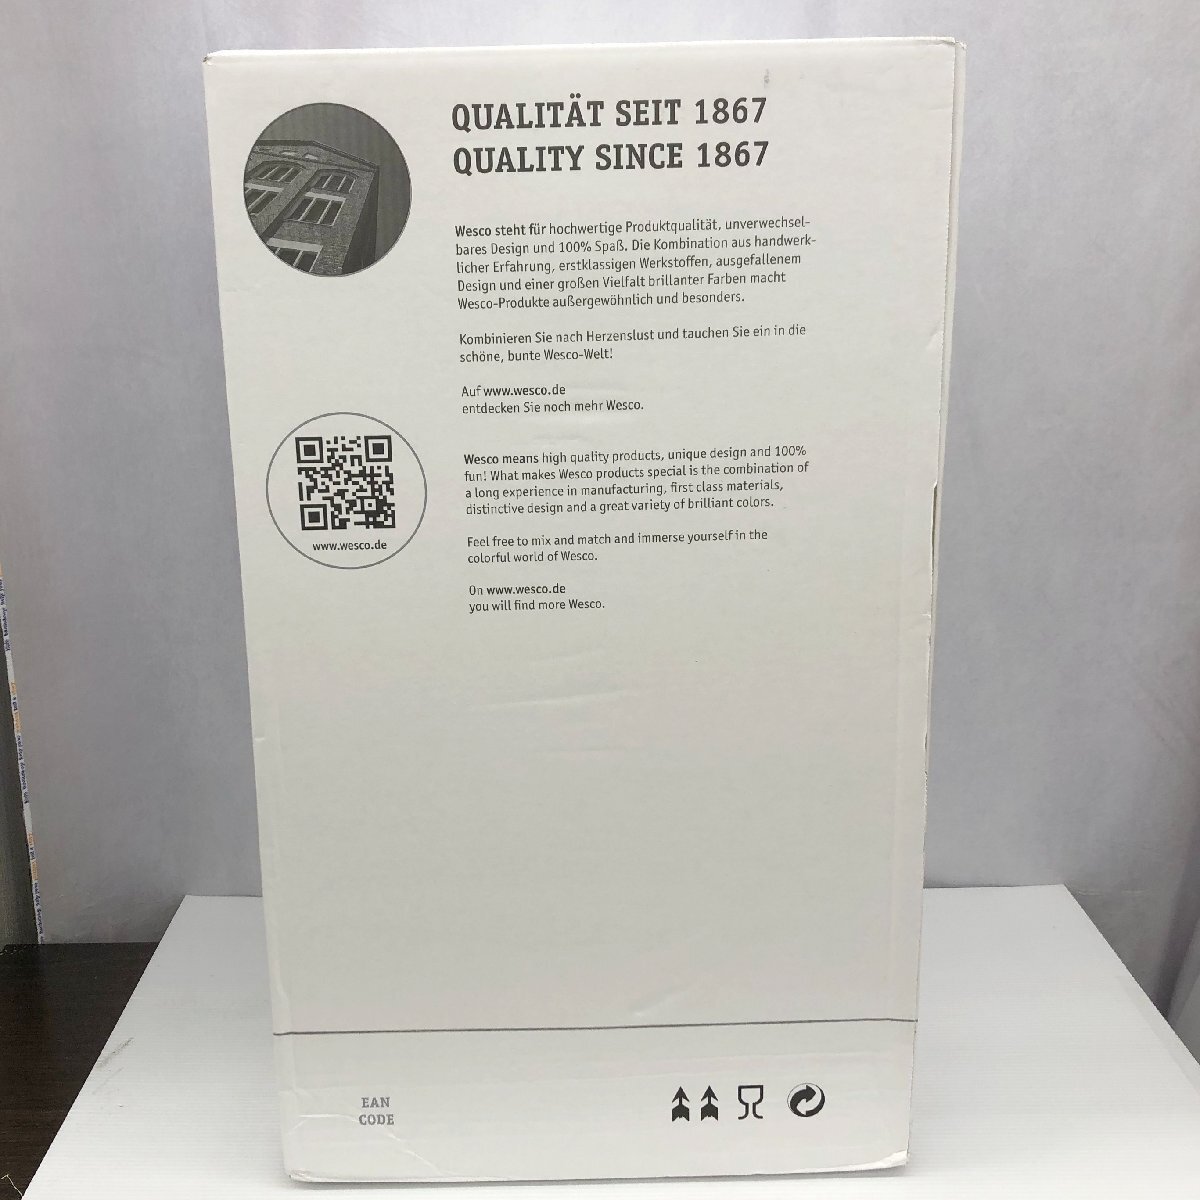 QUALITÄT SEIT 1867
QUALITY SINCE 1867
Wesco steht für hochwertige Produktqualität, unverwechsel-
bares Design und 100% Spaß. Die Kombination aus handwerk-
licher Erfahrung, erstklassigen Werkstoffen, ausgefallenem
Design und einer großen Vielfalt brillanter Farben macht
Wesco-Produkte außergewöhnlich und besonders.
Kombinieren Sie nach Herzenslust und tauchen Sie ein in die
schöne, bunte Wesco-Welt!
Auf www.wesco.de
entdecken Sie noch mehr Wesco.
www.wesco.de
Wesco means high quality products, unique design and 100%
fun! What makes Wesco products special is the combination of
a long experience in manufacturing, first class materials,
distinctive design and a great variety of brilliant colors.
Feel free to mix and match and immerse yourself in the
colorful world of Wesco.
On www.wesco.de
you will find more Wesco.
EAN
CODE